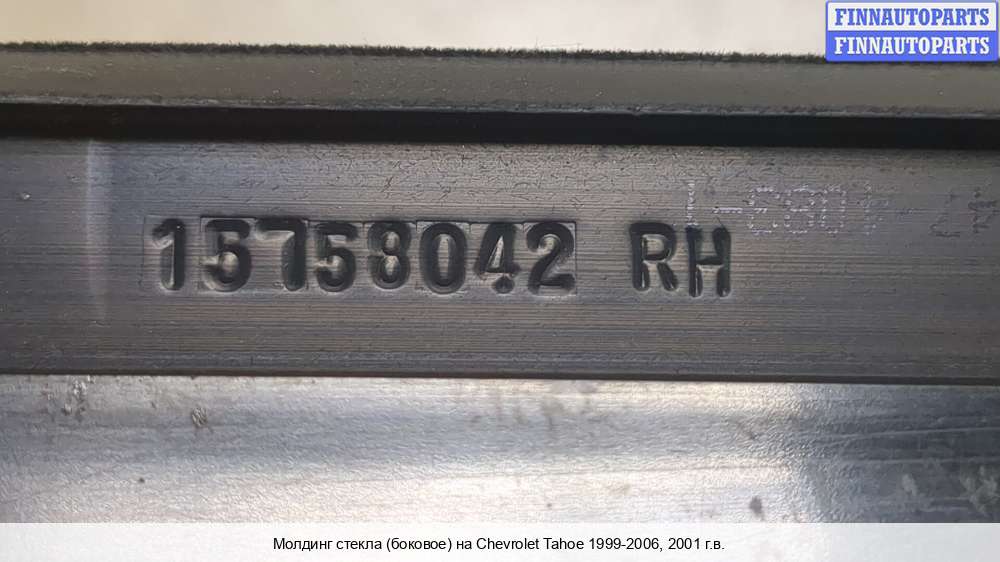 FINNAUTOPARTS
FINNAUTOPARTS
15758042 RH
Молдинг стекла (боковое) на Chevrolet Tahoe 1999-2006, 2001 г.в.